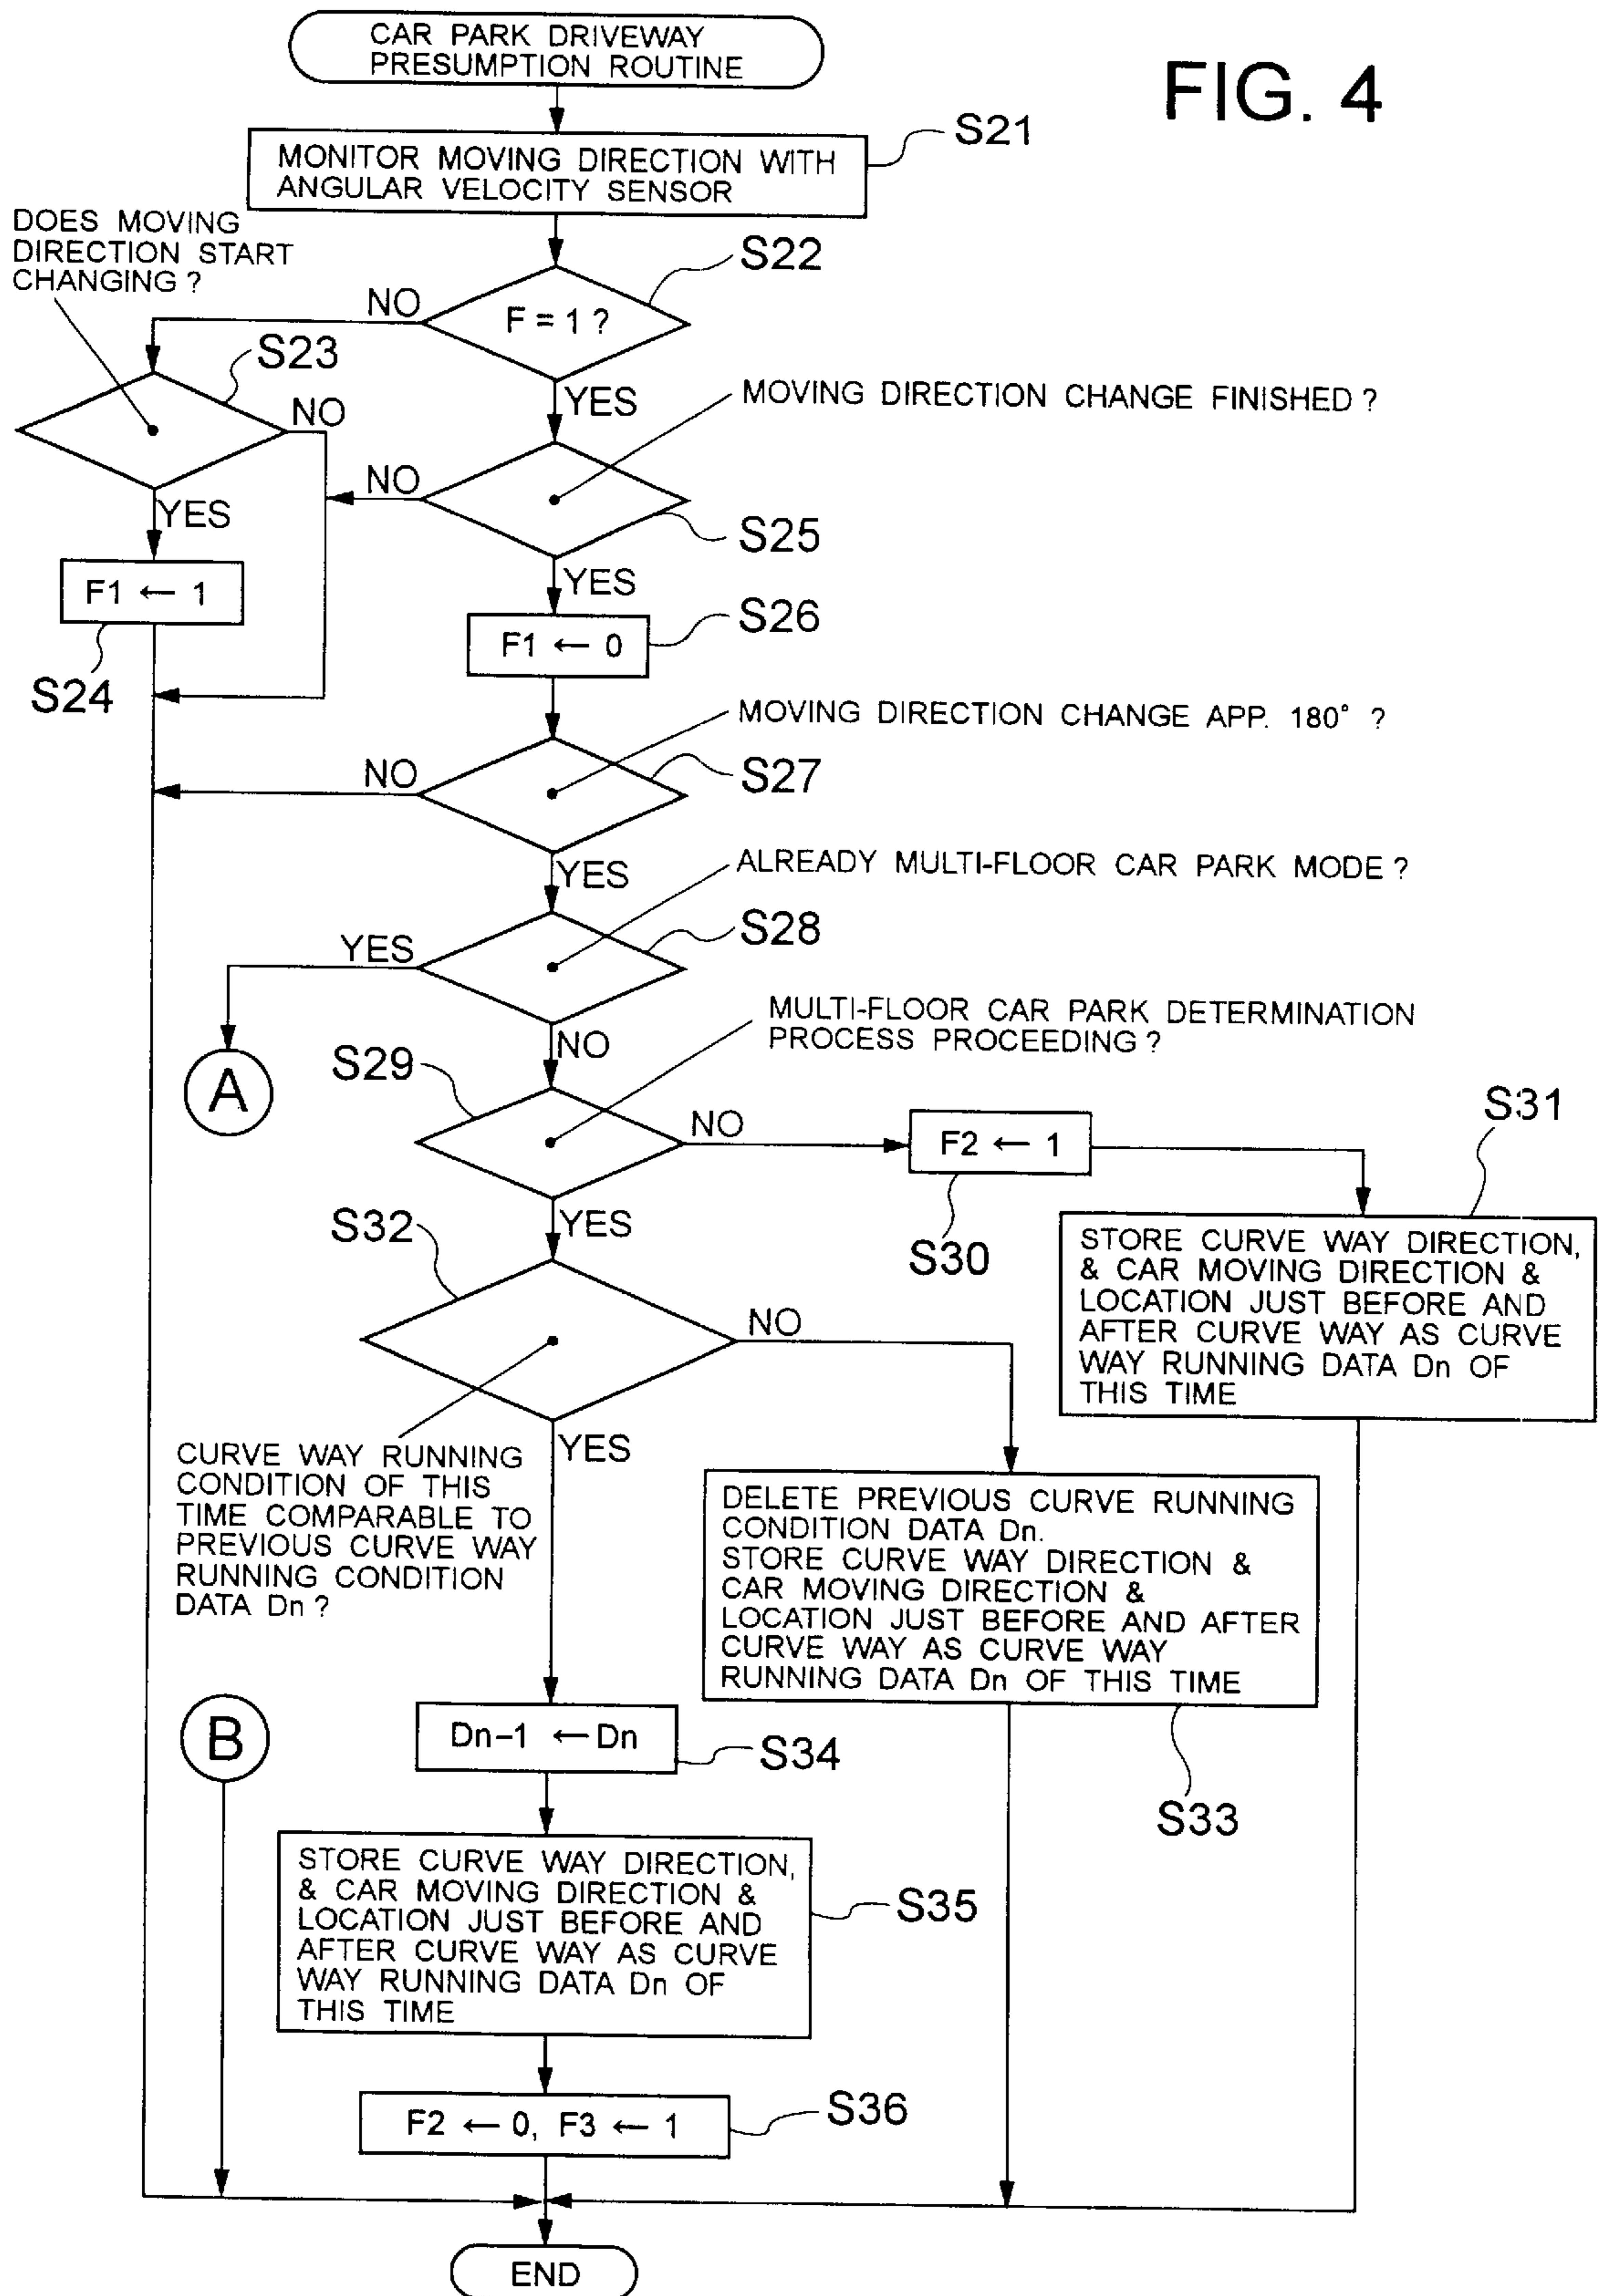 CAR PARK DRIVEWAY
PRESUMPTION ROUTINE
FIG. 4
S21
MONITOR MOVING DIRECTION WITH
ANGULAR VELOCITY SENSOR
DOES MOVING
DIRECTION START
CHANGING ?
S22
NO
F = 1 ?
S23
YES
MOVING DIRECTION CHANGE FINISHED ?
NO
NO
YES
S25
YES
F1 ← 1
S26
F1 ← 0
S24
MOVING DIRECTION CHANGE APP. 180° ?
NO
S27
YES
ALREADY MULTI-FLOOR CAR PARK MODE ?
S28
YES
MULTI-FLOOR CAR PARK DETERMINATION
PROCESS PROCEEDING ?
NO
S29
A
S31
NO
F2 ← 1
S30
YES
S32
STORE CURVE WAY DIRECTION,
& CAR MOVING DIRECTION &
LOCATION JUST BEFORE AND
AFTER CURVE WAY AS CURVE
WAY RUNNING DATA Dn OF
THIS TIME
NO
YES
CURVE WAY RUNNING
CONDITION OF THIS
TIME COMPARABLE TO
PREVIOUS CURVE WAY
RUNNING CONDITION
DATA Dn ?
DELETE PREVIOUS CURVE RUNNING
CONDITION DATA Dn.
STORE CURVE WAY DIRECTION &
CAR MOVING DIRECTION &
LOCATION JUST BEFORE AND AFTER
CURVE WAY AS CURVE WAY
RUNNING DATA Dn OF THIS TIME
B
Dn-1 ← Dn
S34
S33
STORE CURVE WAY DIRECTION,
& CAR MOVING DIRECTION &
LOCATION JUST BEFORE AND
AFTER CURVE WAY AS CURVE
WAY RUNNING DATA Dn OF
THIS TIME
S35
F2 ← 0, F3 ← 1
S36
END